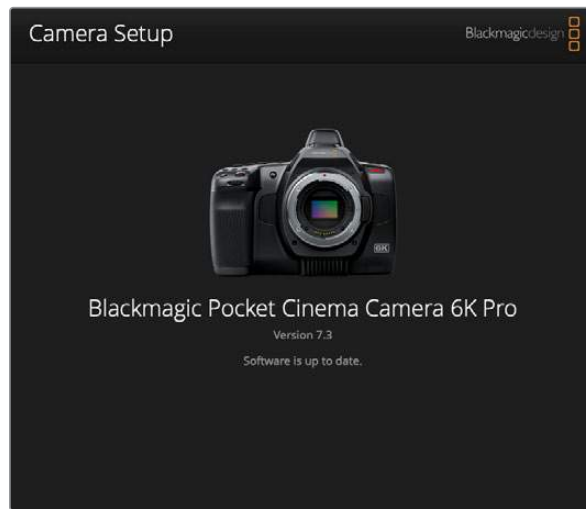 Camera Setup
Blackmagicdesign
6K
Blackmagic Pocket Cinema Camera 6K Pro
Version 7.3
Software is up to date.